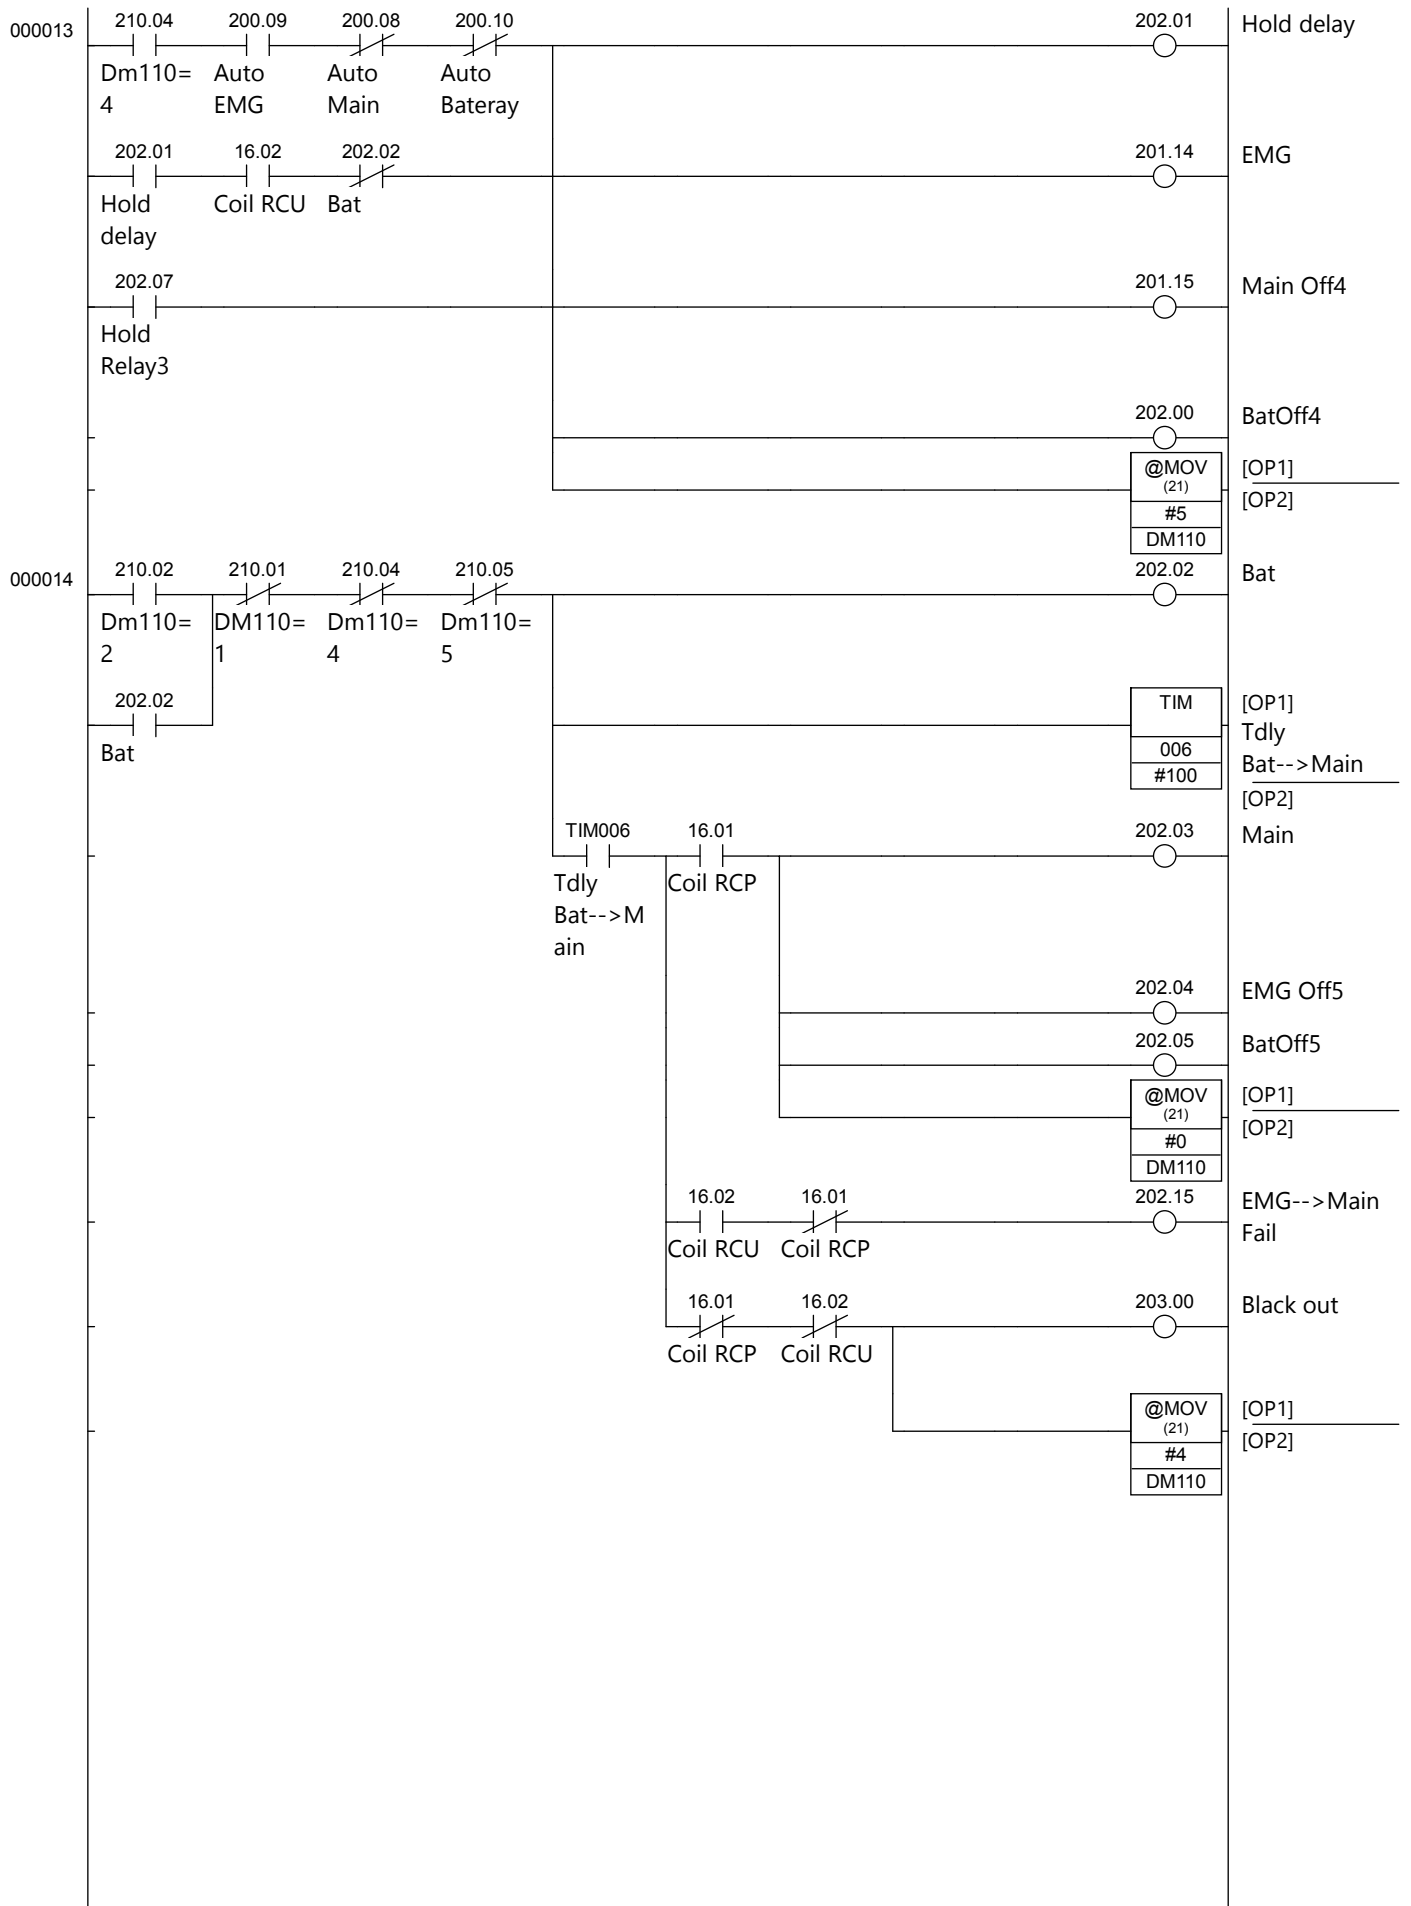 000013 210.04 200.09 200.08 200.10 202.01 Hold delay
Dm110= Auto Auto Auto
4 EMG Main Bateray
202.01 16.02 202.02 201.14 EMG
Hold Coil RCU Bat
delay
202.07 201.15 Main Off4
Hold
Relay3
202.00 BatOff4
@MOV [OP1]
(21) [OP2]
#5
DM110
000014 210.02 210.01 210.04 210.05 202.02 Bat
Dm110= DM110= Dm110= Dm110=
2 1 4 5
202.02 TIM [OP1]
Tdly
Bat 006 Bat-->Main
#100 [OP2]
TIM006 16.01 202.03 Main
Tdly Coil RCP
Bat-->M
ain
202.04 EMG Off5
202.05 BatOff5
@MOV [OP1]
(21) [OP2]
#0
DM110
16.02 16.01 202.15 EMG-->Main
Coil RCU Coil RCP Fail
16.01 16.02 203.00 Black out
Coil RCP Coil RCU
@MOV [OP1]
(21) [OP2]
#4
DM110